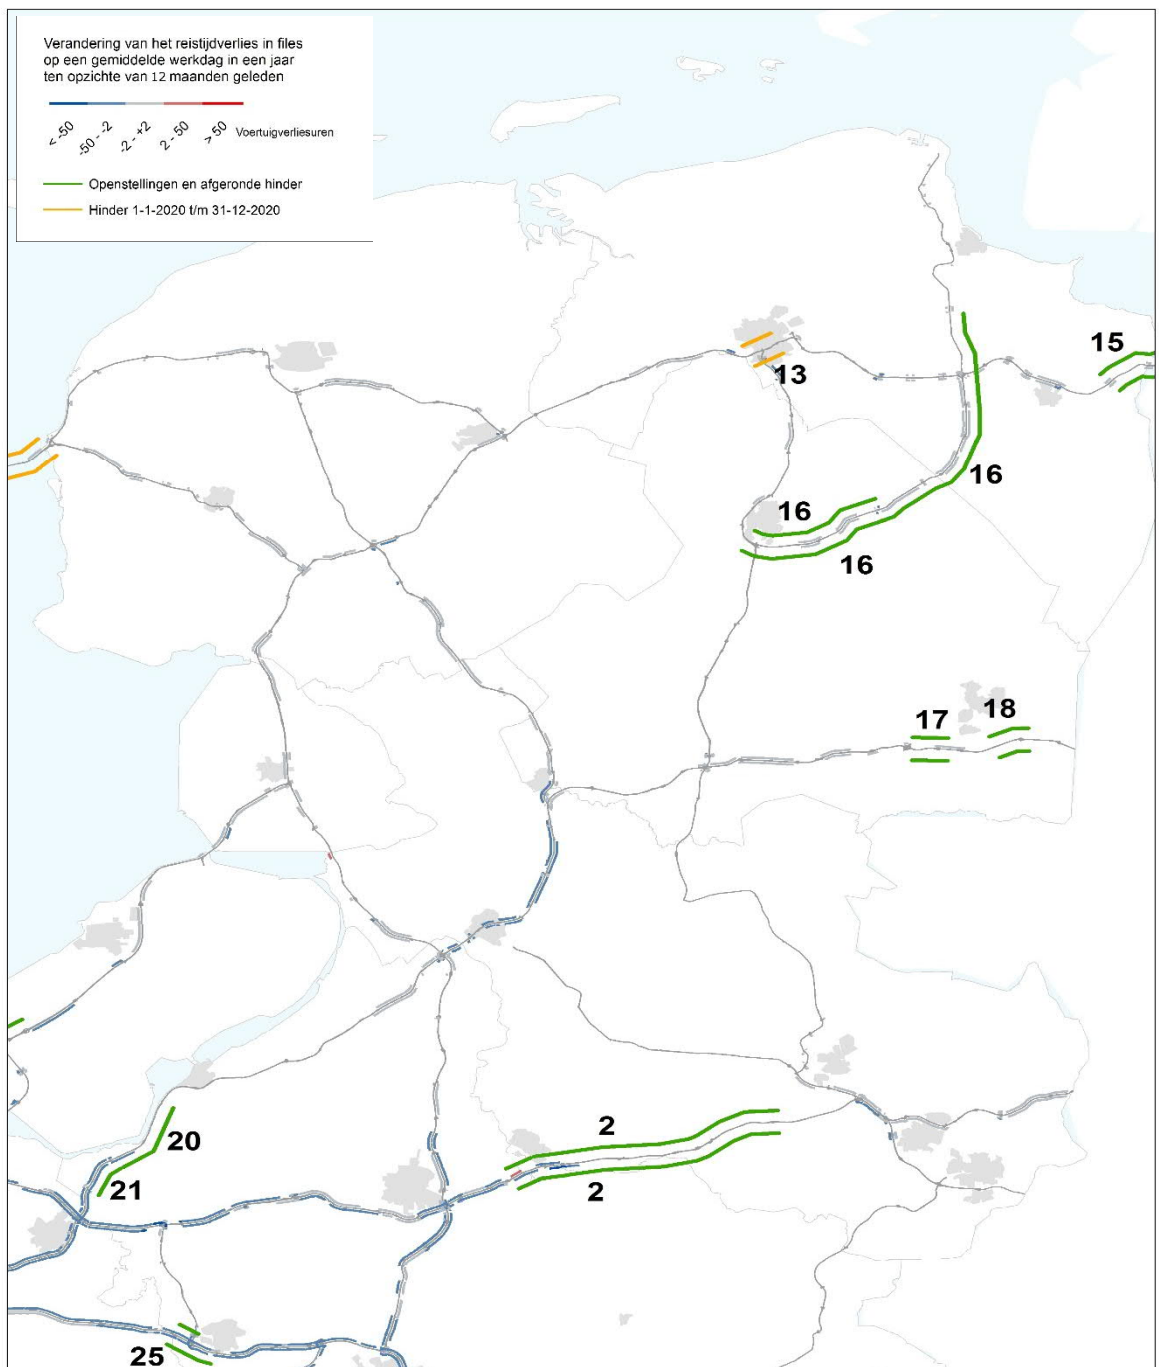 Verandering van het reistijdverlies in files
op een gemiddelde werkdag in een jaar
ten opzichte van 12 maanden geleden
< -50
-50 - -2
-2 - +2
2 - 50
> 50
Voertuigverliesuren
Openstellingen en afgeronde hinder
Hinder 1-1-2020 t/m 31-12-2020
15
13
16
16
16
17
18
2
20
21
2
25